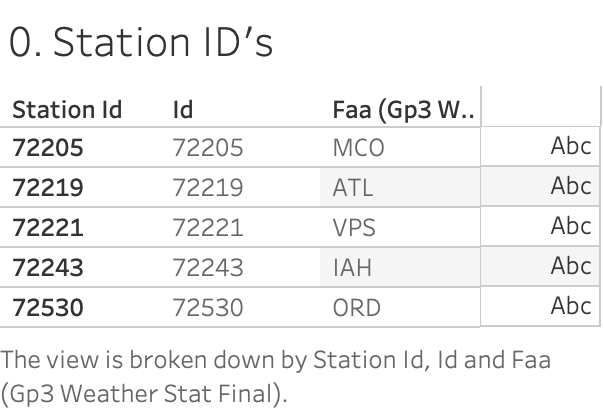 0. Station ID's
Station Id Id Faa (Gp3 W..
72205 72205 MCO Abc
72219 72219 ATL Abc
72221 72221 VPS Abc
72243 72243 IAH Abc
72530 72530 ORD Abc
The view is broken down by Station Id, Id and Faa
(Gp3 Weather Stat Final).